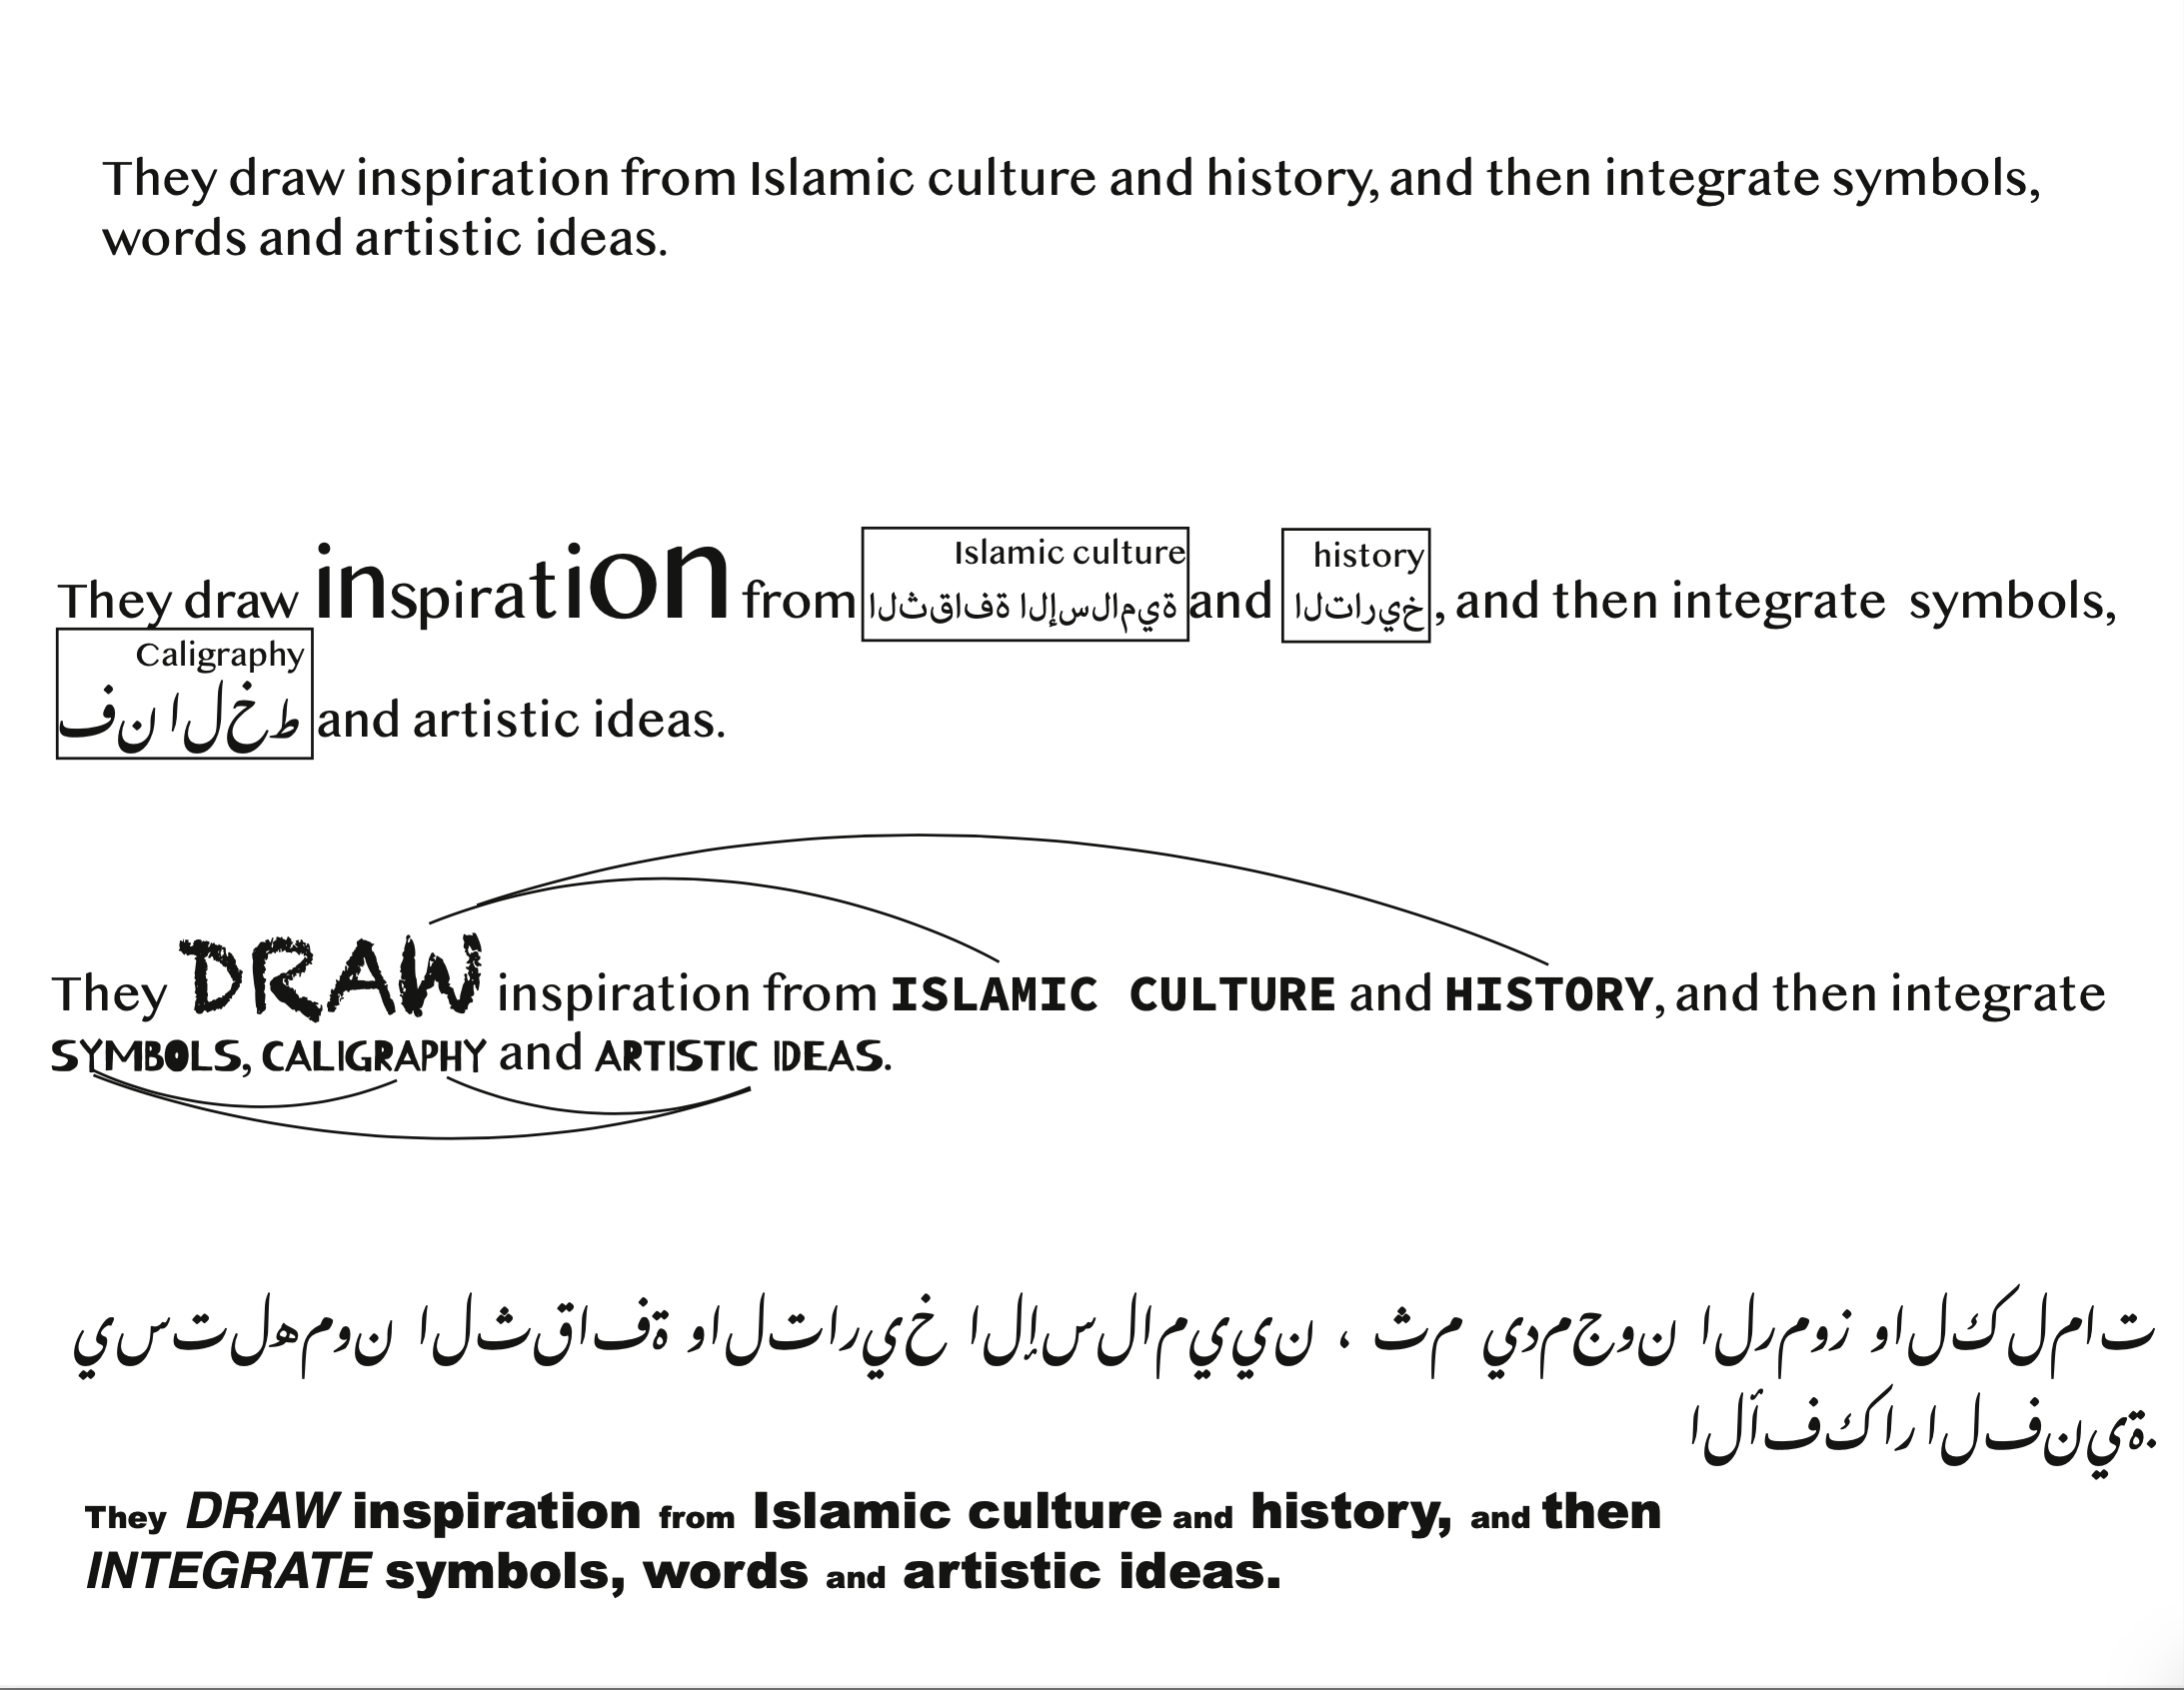 They draw inspiration from Islamic culture and history, and then integrate symbols,
words and artistic ideas.
Islamic culture
history
They draw inspiration from الثقافة الإسلامية and التاريخ, and then integrate symbols,
Caligraphy
فن الخط and artistic ideas.
They DRAW inspiration from ISLAMIC CULTURE and HISTORY, and then integrate
SYMBOLS, CALIGRAPHY and ARTISTIC IDEAS.
يستلهمون الثقافة والتاريخ الإسلاميين ، ثم يدمجون الرموز والكلمات
الأفكار الفنية.
They DRAW inspiration from Islamic culture and history, and then
INTEGRATE symbols, words and artistic ideas.